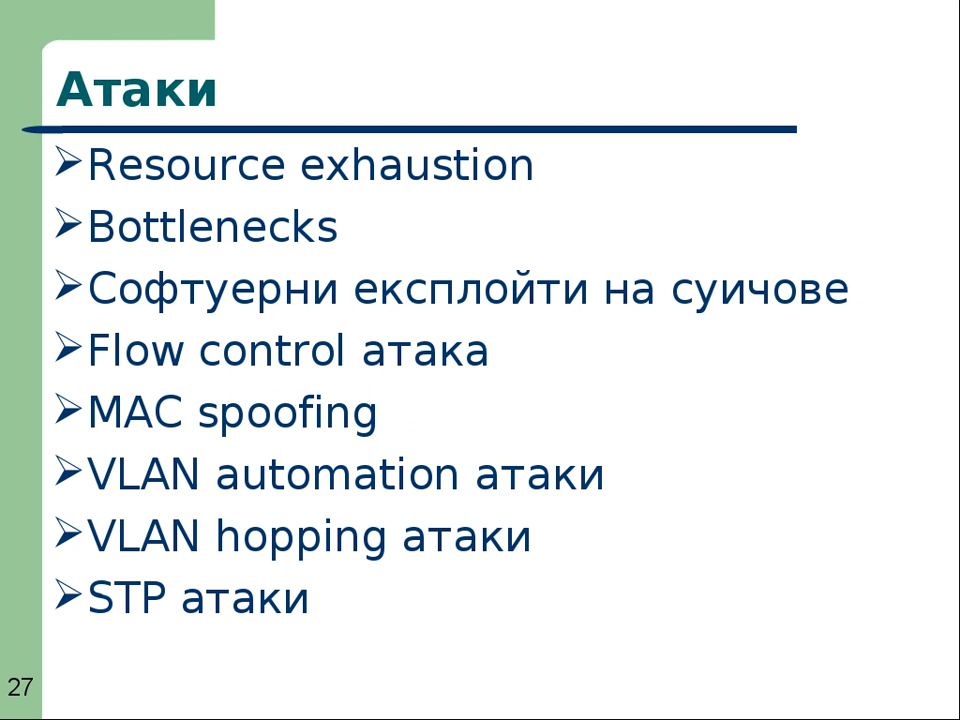 Атаки
Resource exhaustion
Bottlenecks
Софтуерни експлойти на суичове
Flow control атака
MAC spoofing
VLAN automation атаки
VLAN hopping атаки
STP атаки
27